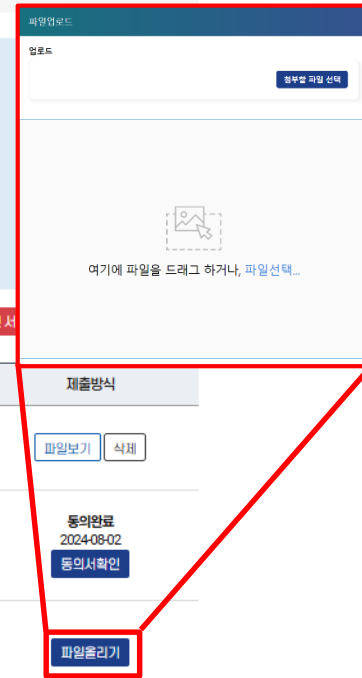 파일업로드
업로드
첨부할 파일 선택
여기에 파일을 드래그 하거나, 파일선택...
서
제출방식
파일보기 삭제
동의완료
2024-08-02
동의서확인
파일올리기